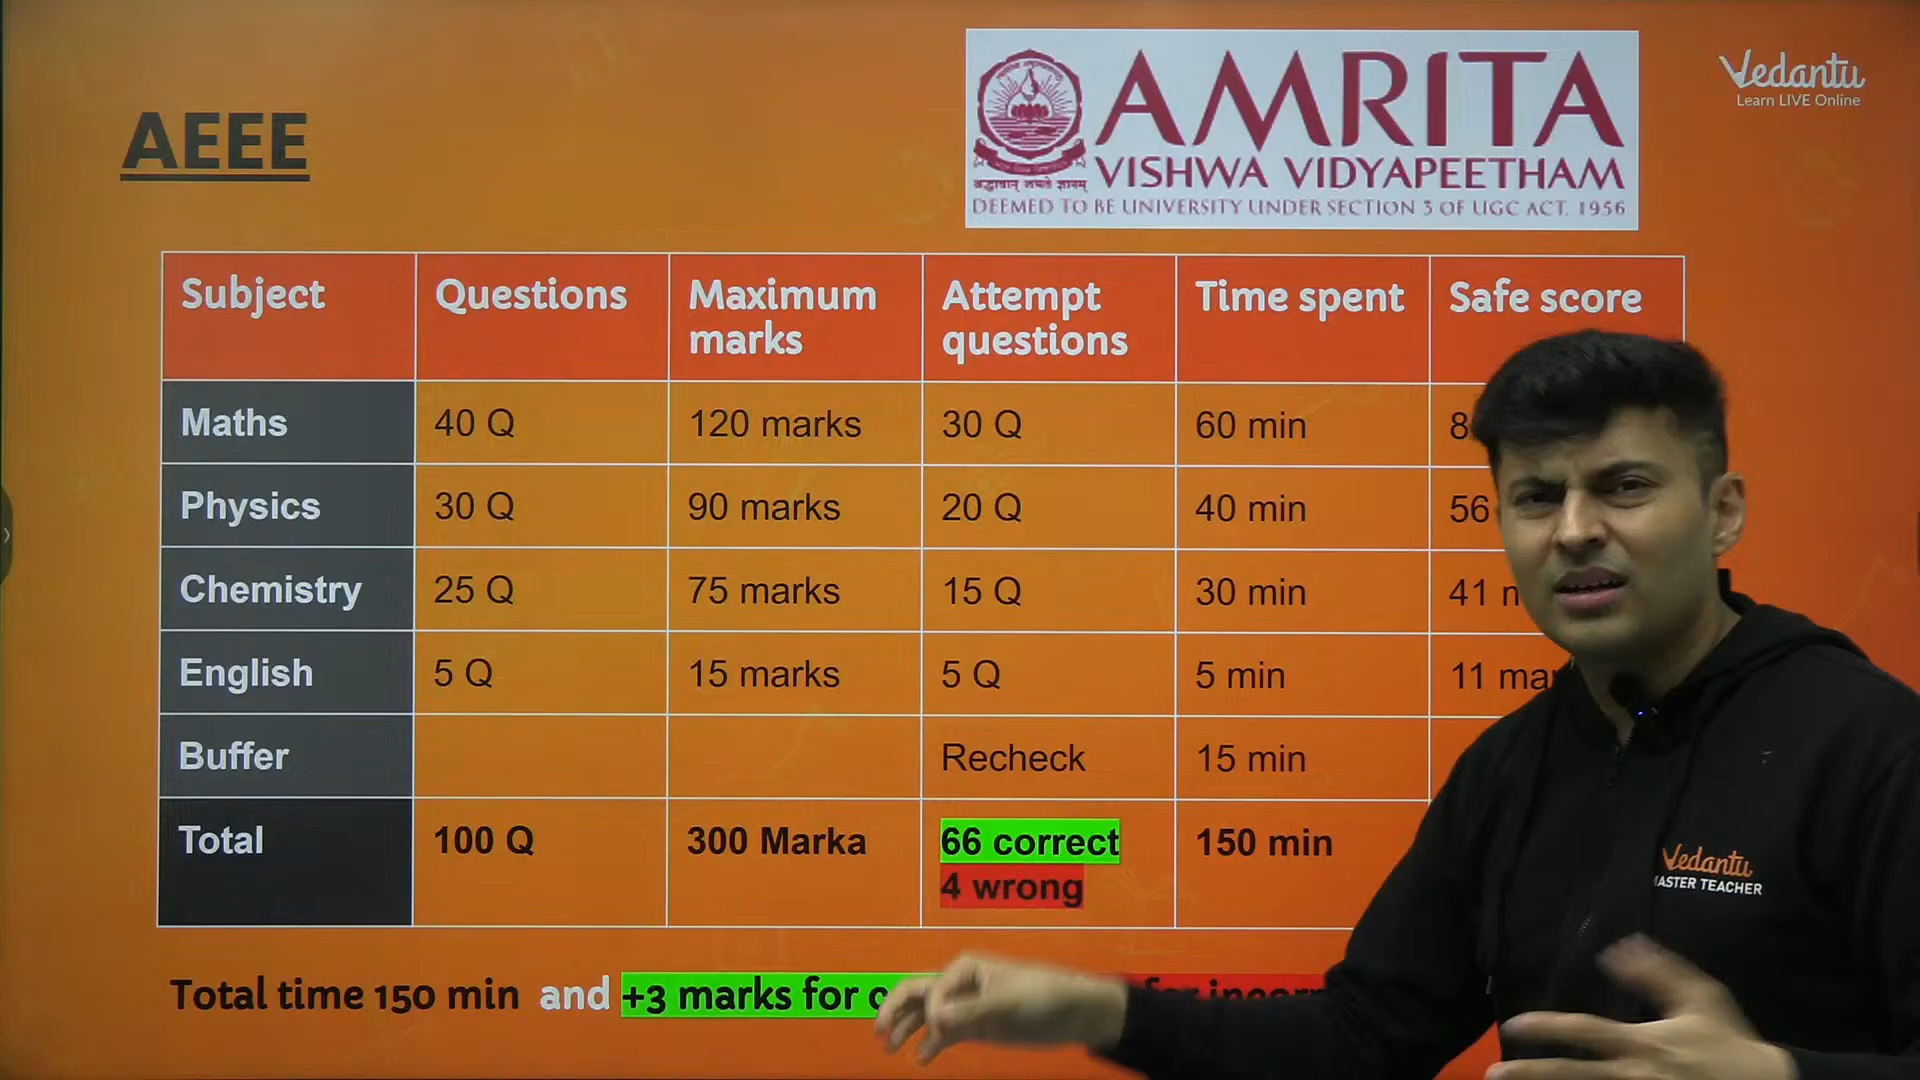 AEEE
AMRITA
VISHWA VIDYAPEETHAM
DEEMED TO BE UNIVERSITY UNDER SECTION 3 OF UGC ACT. 1956
Vedantu
Learn LIVE Online
Subject Questions Maximum marks Attempt questions Time spent Safe score
Maths 40 Q 120 marks 30 Q 60 min
Physics 30 Q 90 marks 20 Q 40 min 56
Chemistry 25 Q 75 marks 15 Q 30 min 41
English 5 Q 15 marks 5 Q 5 min 11
Buffer Recheck 15 min
Total 100 Q 300 Marka 66 correct 150 min
4 wrong
Total time 150 min and +3 marks for
Vedantu
MASTER TEACHER